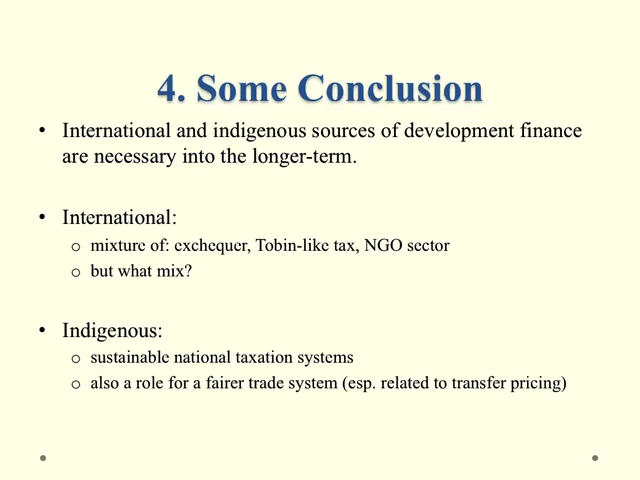 4. Some Conclusion
• International and indigenous sources of development finance
are necessary into the longer-term.
• International:
o mixture of: exchequer, Tobin-like tax, NGO sector
o but what mix?
• Indigenous:
o sustainable national taxation systems
o also a role for a fairer trade system (esp. related to transfer pricing)